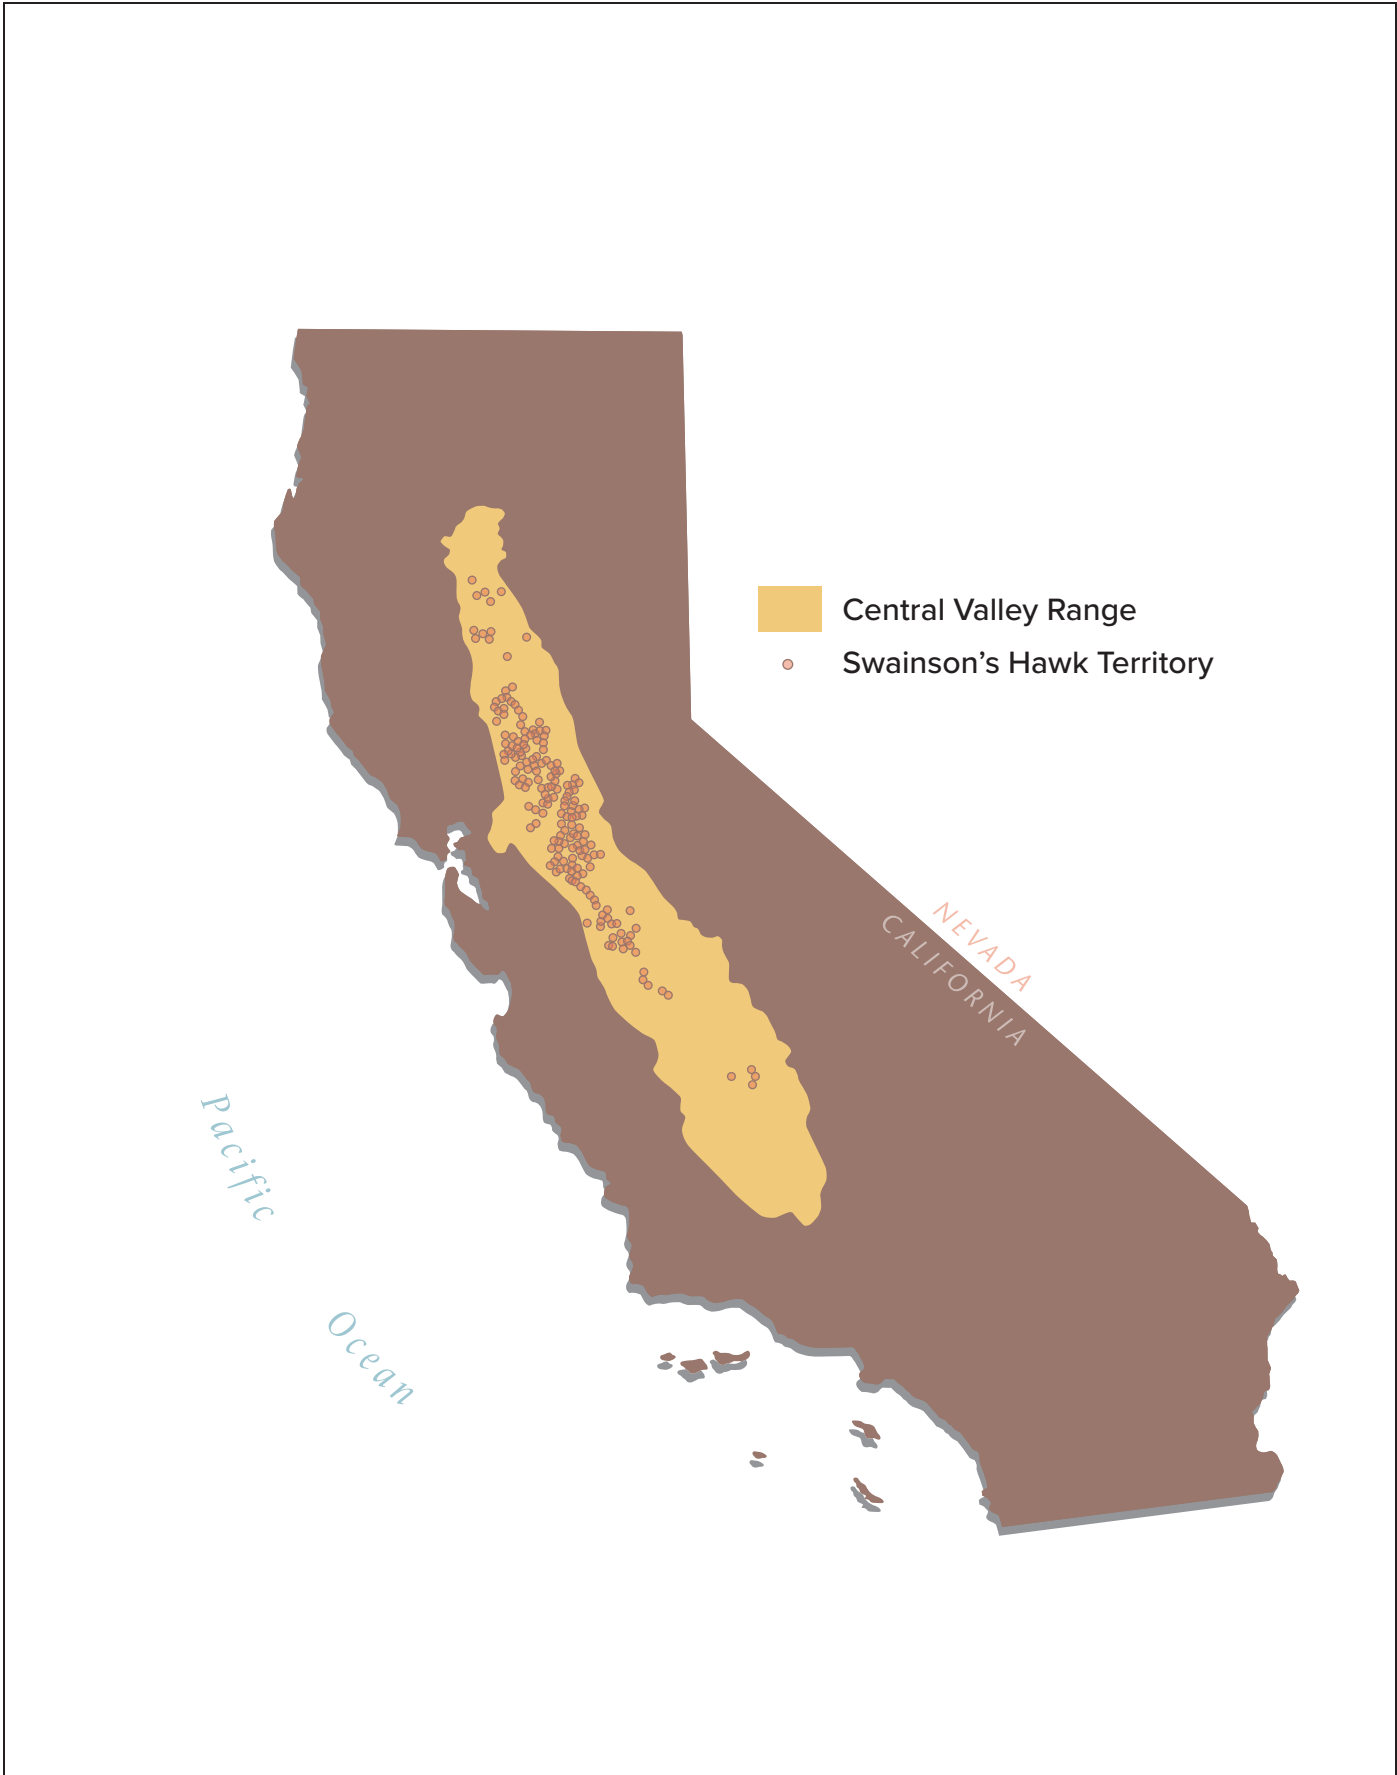 Central Valley Range
Swainson’s Hawk Territory
NEVADA
CALIFORNIA
Pacific
Ocean